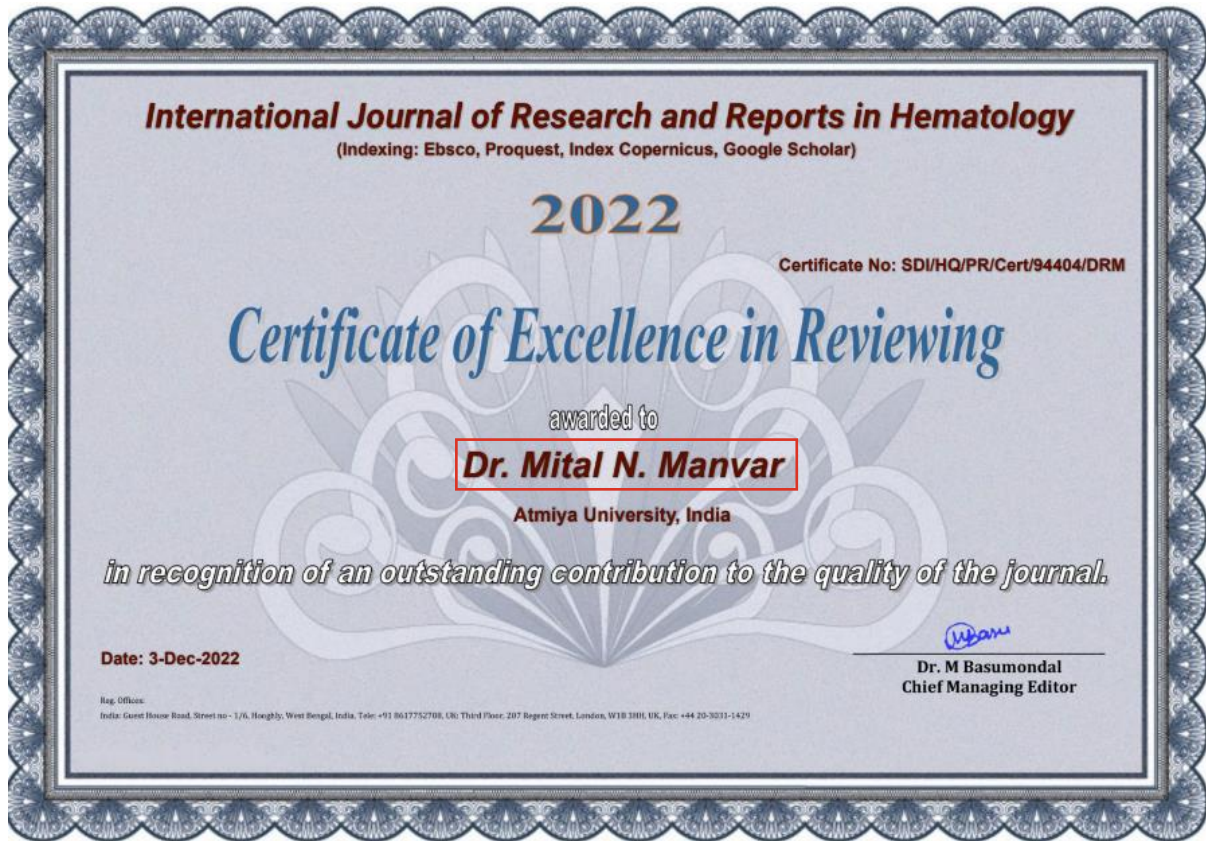 International Journal of Research and Reports in Hematology
(Indexing: Ebsco, Proquest, Index Copernicus, Google Scholar)
2022
Certificate No: SDI/HQ/PR/Cert/94404/DRM
Certificate of Excellence in Reviewing
awarded to
Dr. Mital N. Manvar
Atmiya University, India
in recognition of an outstanding contribution to the quality of the journal.
Date: 3-Dec-2022
Dr. M Basumondal
Chief Managing Editor
Reg. Offices:
India: Guest House Road, Street no - 1/6, Hooghly, West Bengal, India, Tele: +91 8617752708, UK: Third Floor, 207 Regent Street, London, W1B 3HH, UK, Fax: +44 20-3031-1429